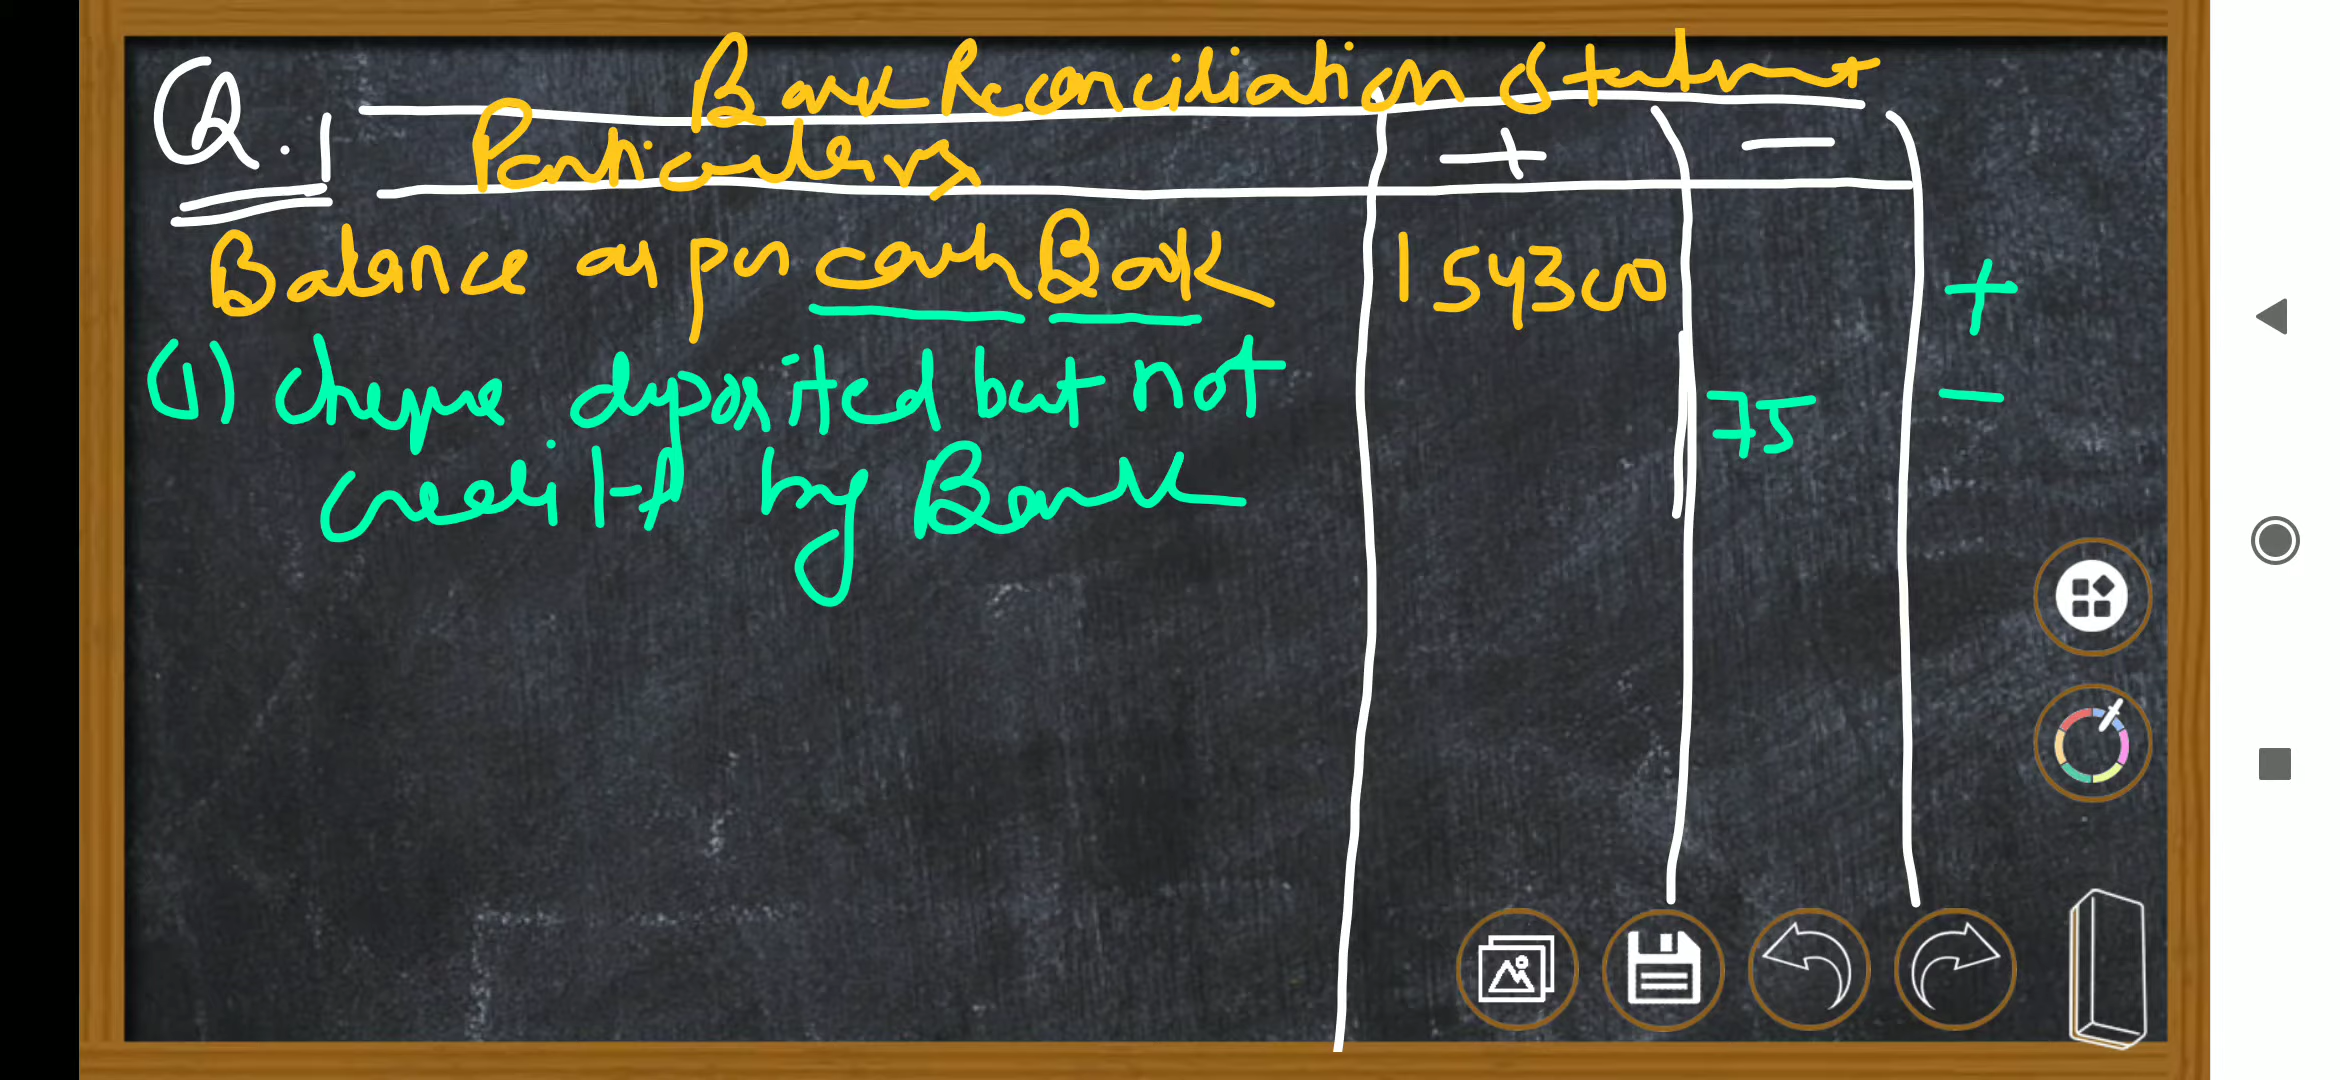 Bank Reconciliation Statement
Q.1
Particulars + −
Balance as per cash Book 154300 +
(1) cheque deposited but not 75 −
credited by Bank